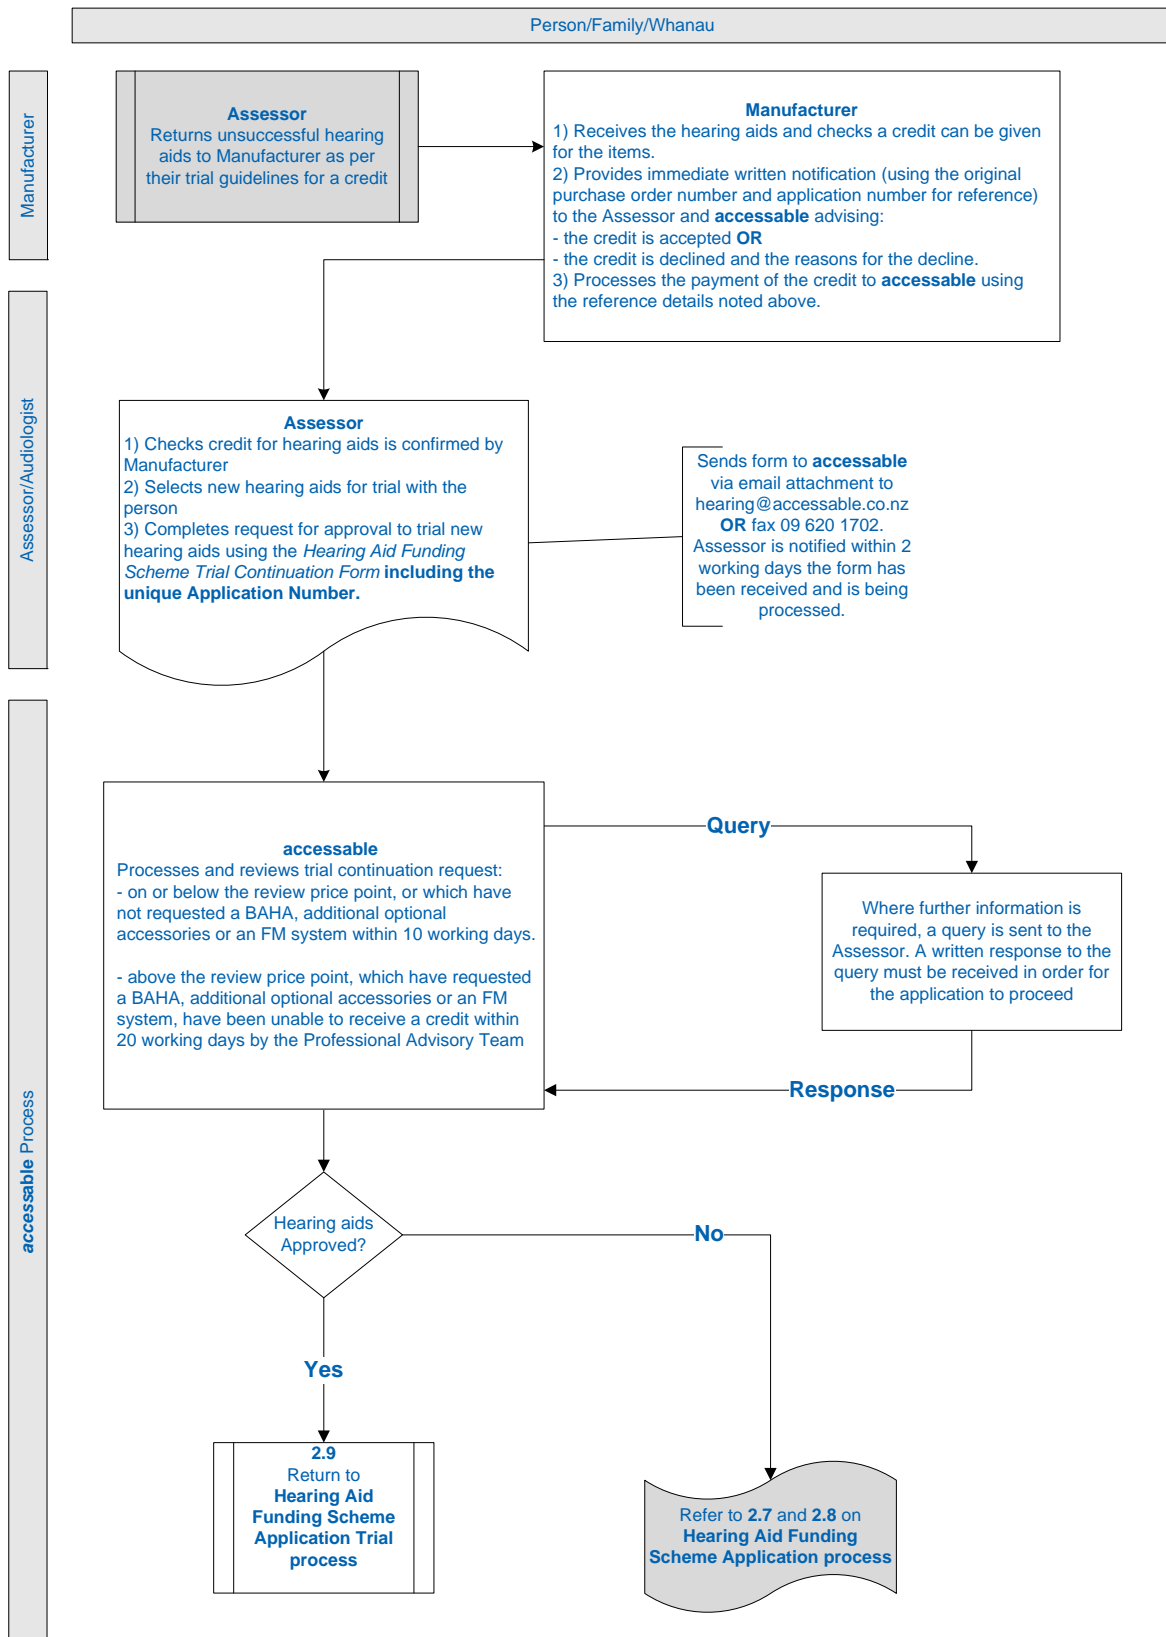 Person/Family/Whanau
Manufacturer
Assessor
Returns unsuccessful hearing
aids to Manufacturer as per
their trial guidelines for a credit
Manufacturer
1) Receives the hearing aids and checks a credit can be given
for the items.
2) Provides immediate written notification (using the original
purchase order number and application number for reference)
to the Assessor and accessable advising:
- the credit is accepted OR
- the credit is declined and the reasons for the decline.
3) Processes the payment of the credit to accessable using
the reference details noted above.
Assessor/Audiologist
Assessor
1) Checks credit for hearing aids is confirmed by
Manufacturer
2) Selects new hearing aids for trial with the
person
3) Completes request for approval to trial new
hearing aids using the Hearing Aid Funding
Scheme Trial Continuation Form including the
unique Application Number.
Sends form to accessable
via email attachment to
hearing@accessable.co.nz
OR fax 09 620 1702.
Assessor is notified within 2
working days the form has
been received and is being
processed.
accessable Process
accessable
Processes and reviews trial continuation request:
- on or below the review price point, or which have
not requested a BAHA, additional optional
accessories or an FM system within 10 working days.
- above the review price point, which have requested
a BAHA, additional optional accessories or an FM
system, have been unable to receive a credit within
20 working days by the Professional Advisory Team
Query
Where further information is
required, a query is sent to the
Assessor. A written response to the
query must be received in order for
the application to proceed
Response
Hearing aids
Approved?
No
Yes
2.9
Return to
Hearing Aid
Funding Scheme
Application Trial
process
Refer to 2.7 and 2.8 on
Hearing Aid Funding
Scheme Application process